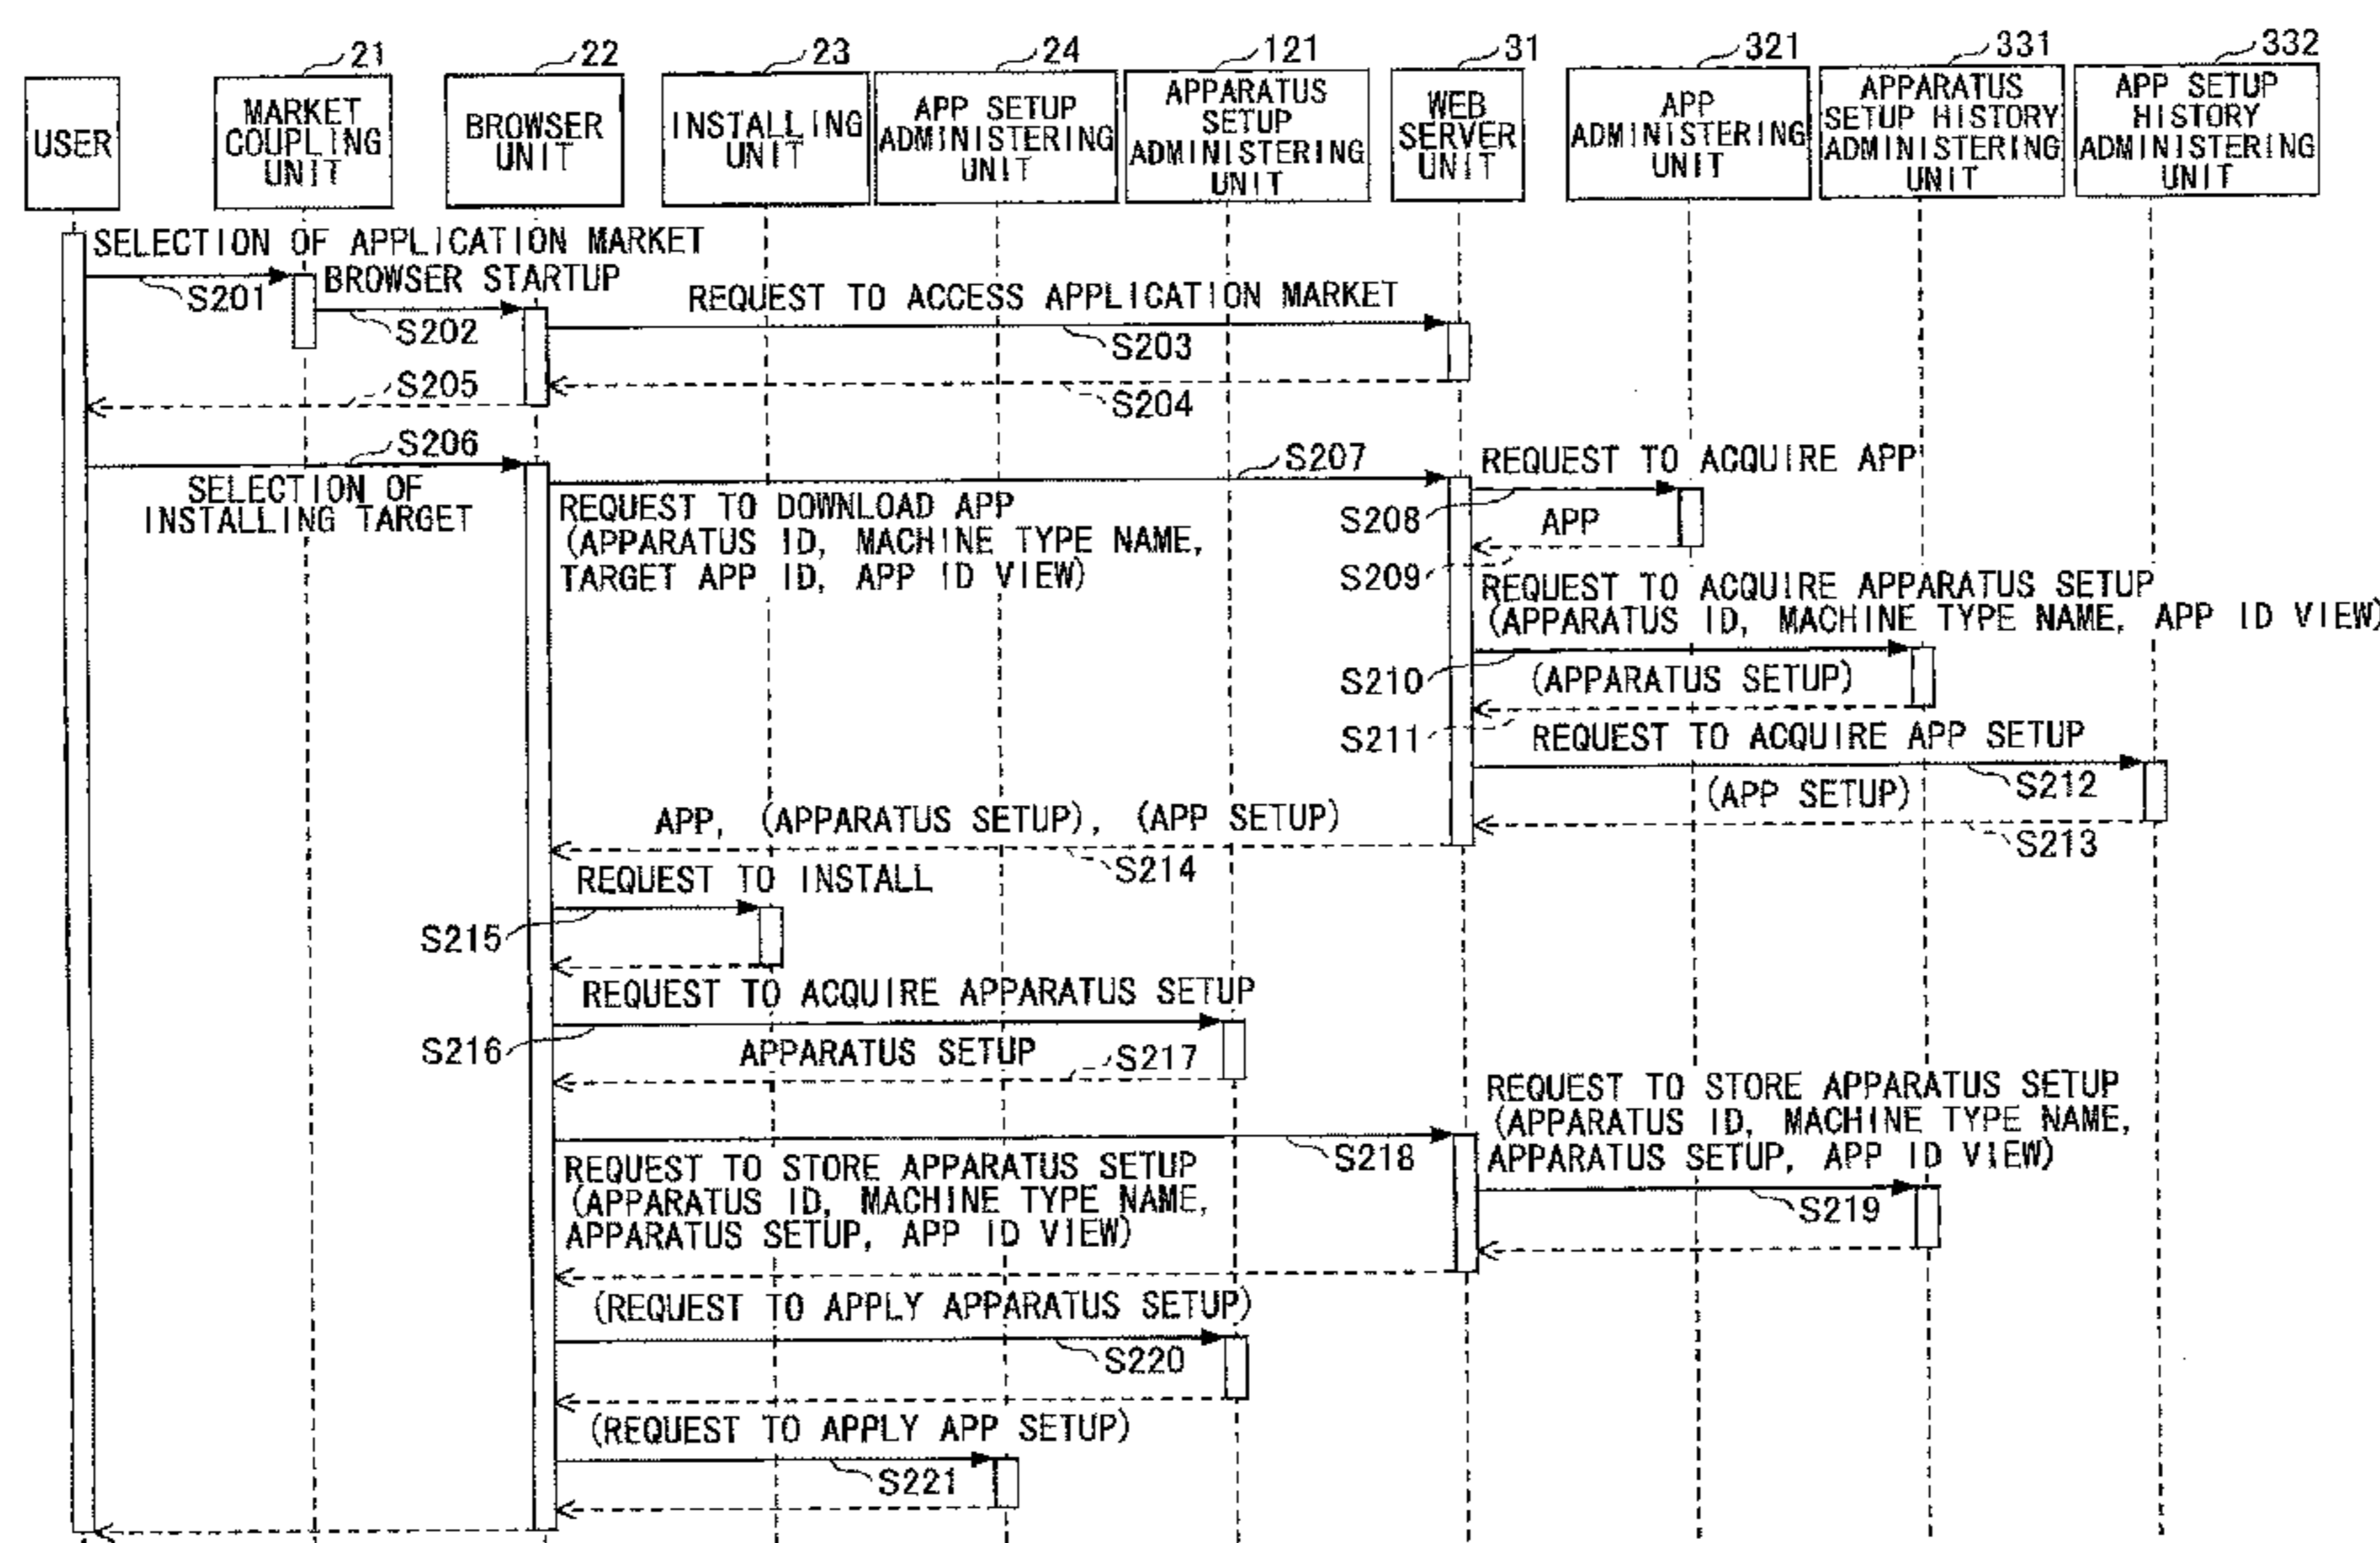 21
22
23
24
121
31
321
331
332
USER
MARKET
COUPLING
UNIT
BROWSER
UNIT
INSTALLING
UNIT
APP SETUP
ADMINISTERING
UNIT
APPARATUS
SETUP
ADMINISTERING
UNIT
WEB
SERVER
UNIT
APP
ADMINISTERING
UNIT
APPARATUS
SETUP HISTORY
ADMINISTERING
UNIT
APP SETUP
HISTORY
ADMINISTERING
UNIT
SELECTION OF APPLICATION MARKET
S201
BROWSER STARTUP
S202
REQUEST TO ACCESS APPLICATION MARKET
S203
S204
S205
S206
SELECTION OF
INSTALLING TARGET
S207
REQUEST TO DOWNLOAD APP
(APPARATUS ID, MACHINE TYPE NAME,
TARGET APP ID, APP ID VIEW)
REQUEST TO ACQUIRE APP
S208
APP
S209
REQUEST TO ACQUIRE APPARATUS SETUP
(APPARATUS ID, MACHINE TYPE NAME, APP ID VIEW)
S210
(APPARATUS SETUP)
S211
REQUEST TO ACQUIRE APP SETUP
S212
(APP SETUP)
S213
APP, (APPARATUS SETUP), (APP SETUP)
S214
REQUEST TO INSTALL
S215
REQUEST TO ACQUIRE APPARATUS SETUP
S216
APPARATUS SETUP
S217
S218
REQUEST TO STORE APPARATUS SETUP
(APPARATUS ID, MACHINE TYPE NAME,
APPARATUS SETUP, APP ID VIEW)
REQUEST TO STORE APPARATUS SETUP
(APPARATUS ID, MACHINE TYPE NAME,
APPARATUS SETUP, APP ID VIEW)
S219
(REQUEST TO APPLY APPARATUS SETUP)
S220
(REQUEST TO APPLY APP SETUP)
S221